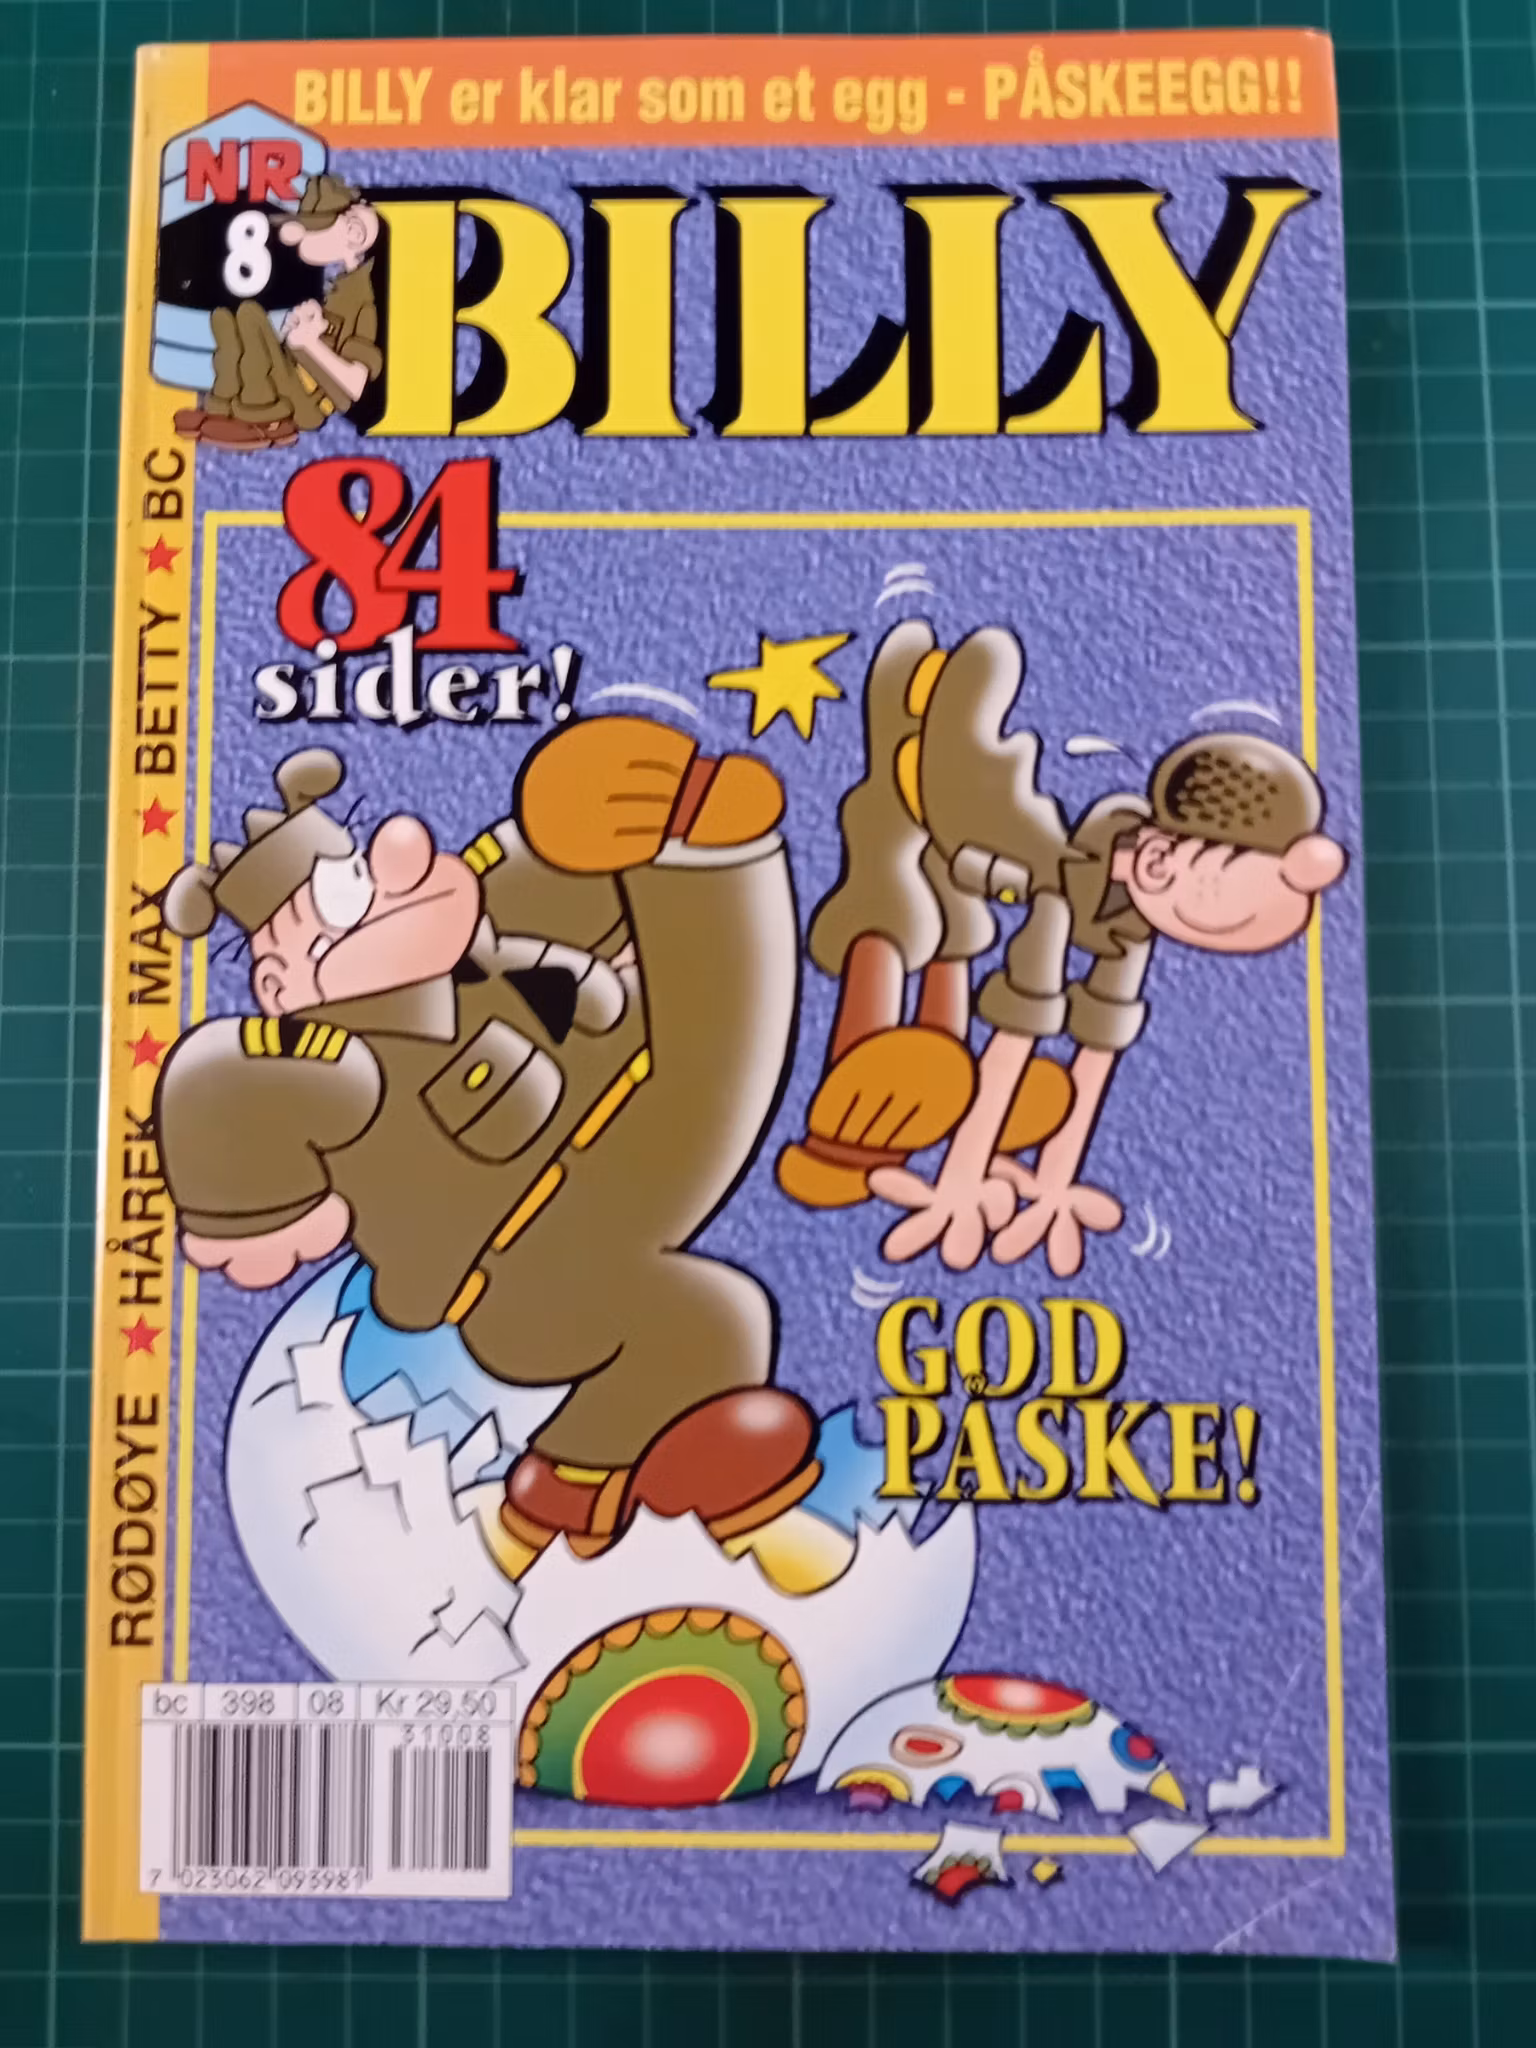 BILLY er klar som et egg - PÅSKEEGG!!
NR
8
BILLY
84
sider!
RØDØYE ★ HÅREK ★ MAX ★ BETTY ★ BC
GOD
PÅSKE!
bc 398 08 Kr 29,50
31008
7 023062 093981